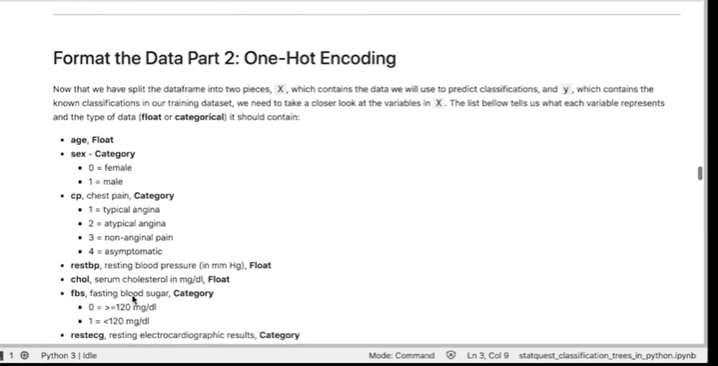 Format the Data Part 2: One-Hot Encoding
Now that we have split the dataframe into two pieces, X , which contains the data we will use to predict classifications, and y , which contains the
known classifications in our training dataset, we need to take a closer look at the variables in X . The list bellow tells us what each variable represents
and the type of data (float or categorical) it should contain:
• age, Float
• sex - Category
▪ 0 = female
▪ 1 = male
• cp, chest pain, Category
▪ 1 = typical angina
▪ 2 = atypical angina
▪ 3 = non-anginal pain
▪ 4 = asymptomatic
• restbp, resting blood pressure (in mm Hg), Float
• chol, serum cholesterol in mg/dl, Float
• fbs, fasting blood sugar, Category
▪ 0 = >=120 mg/dl
▪ 1 = <120 mg/dl
• restecg, resting electrocardiographic results, Category
1 Python 3 | Idle Mode: Command Ln 3, Col 9 statquest_classification_trees_in_python.ipynb